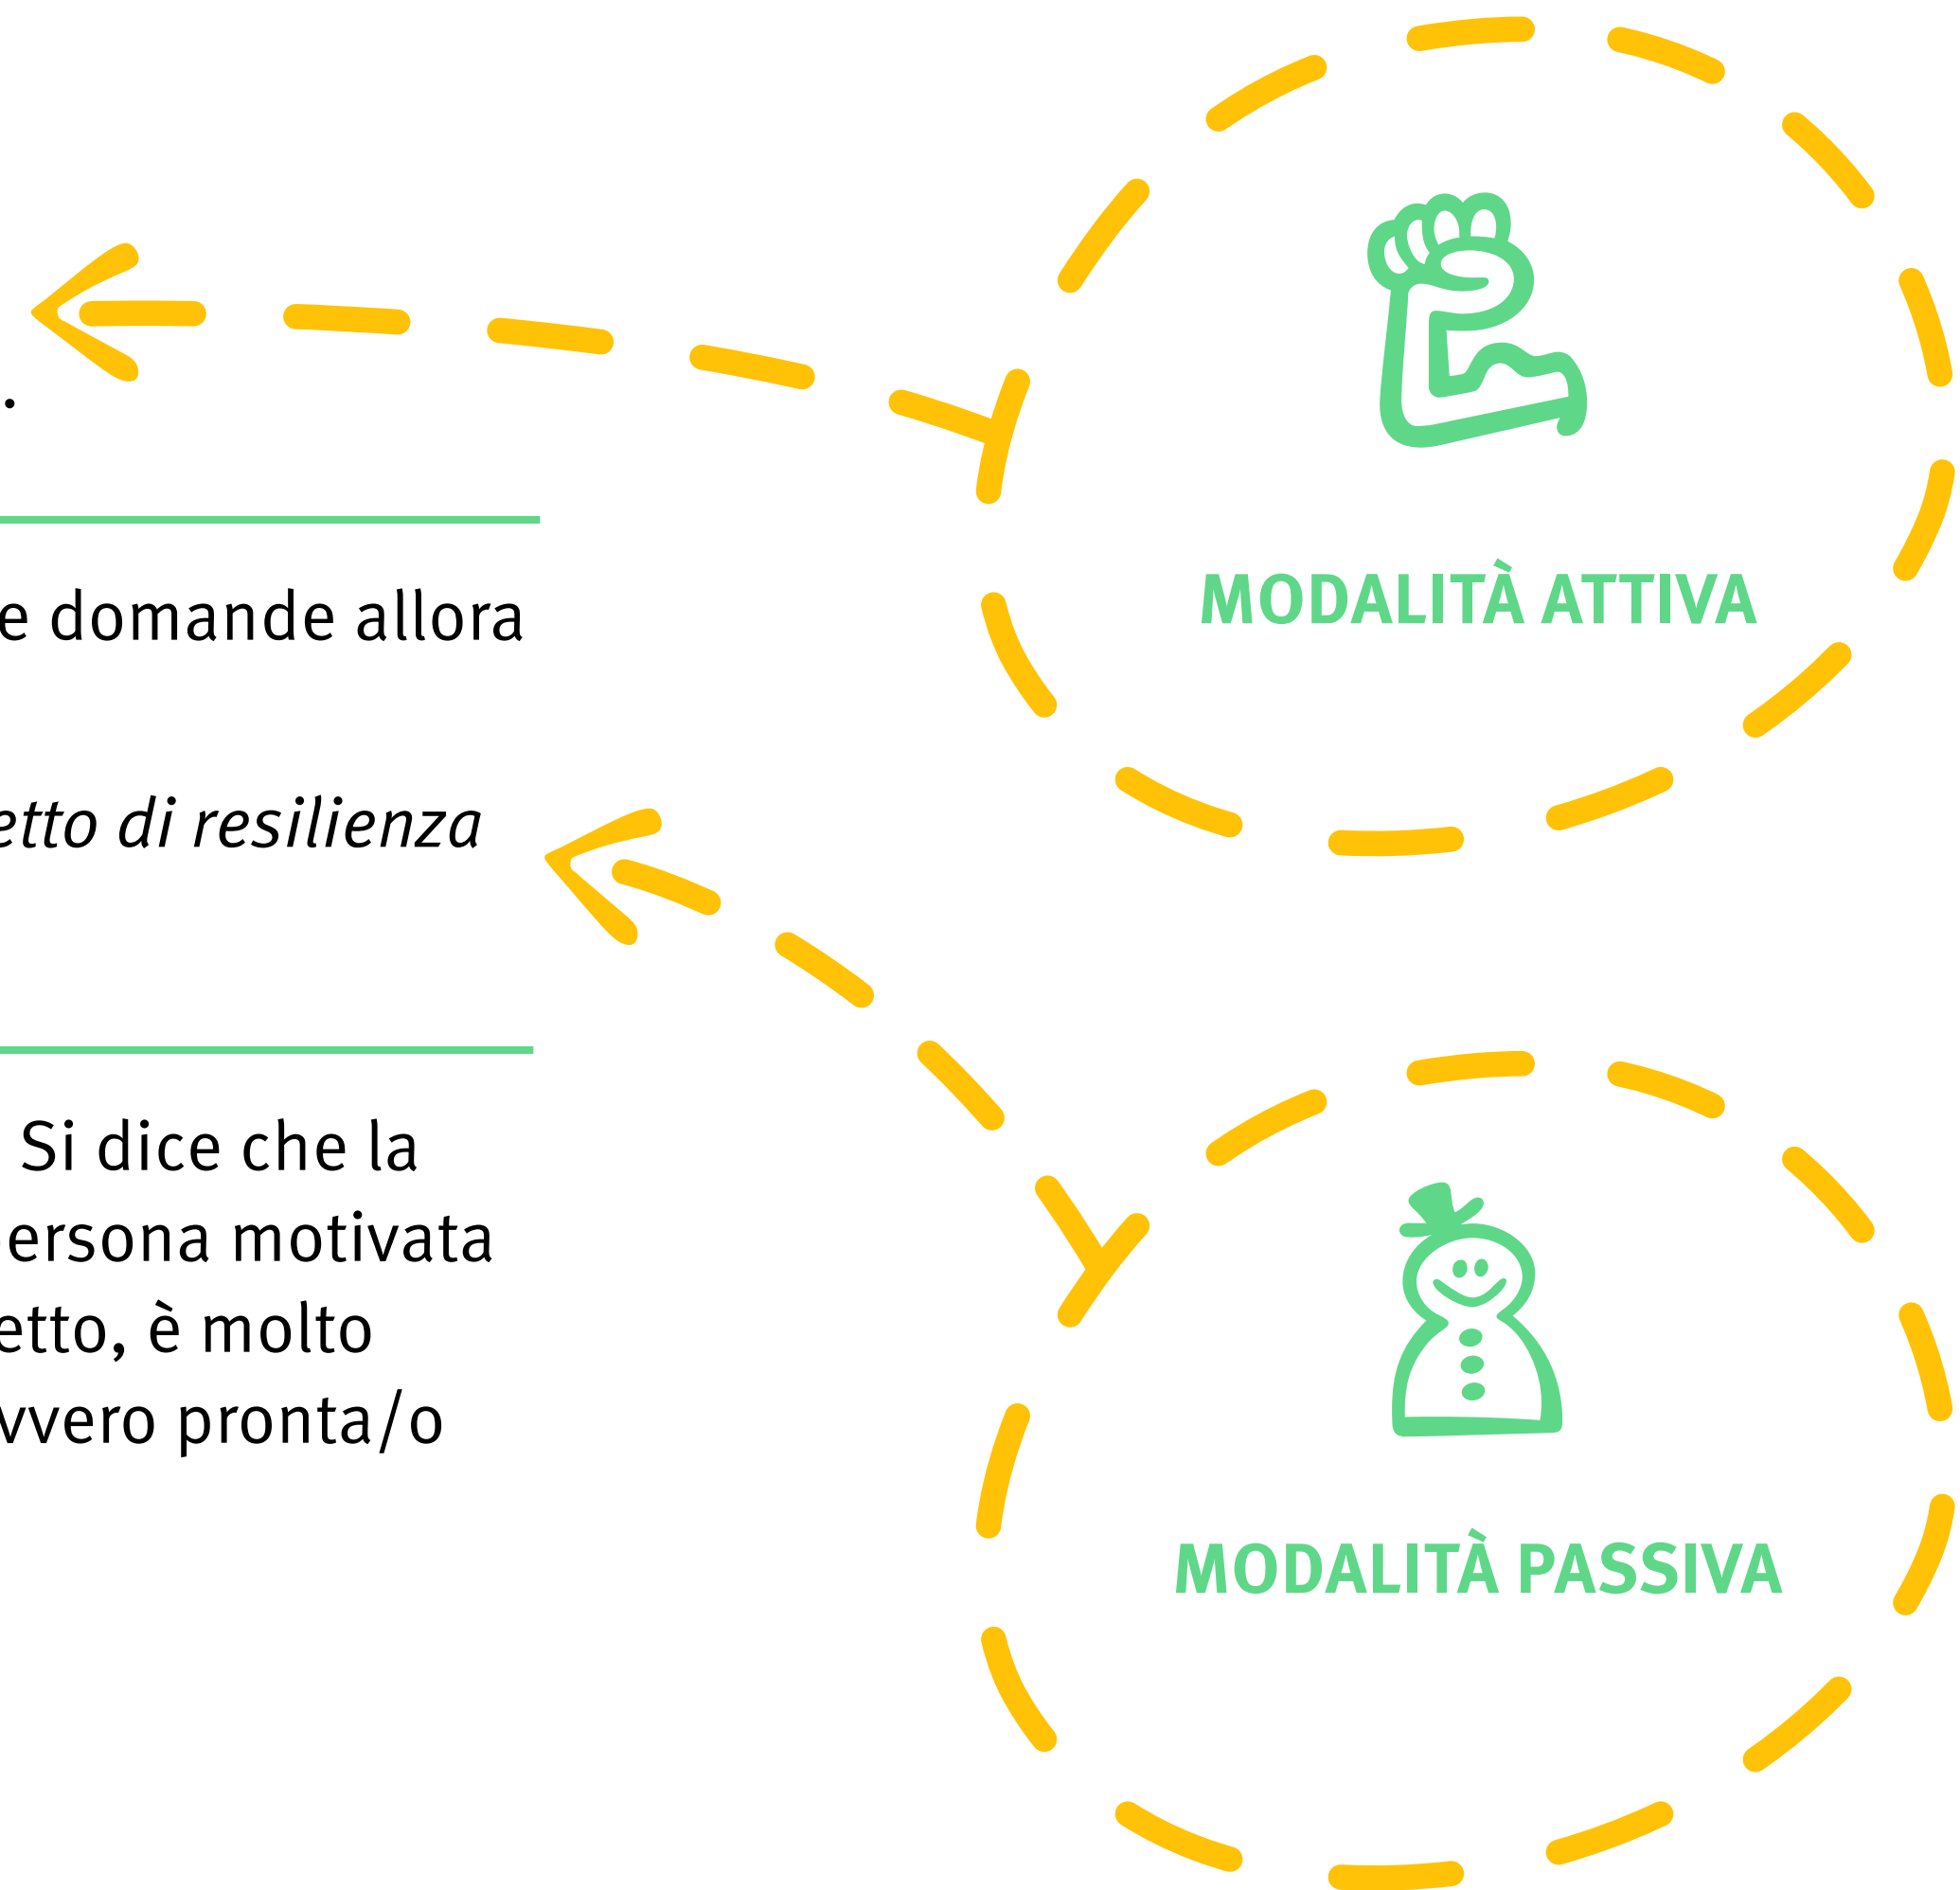 .
e domande allora
etto di resilienza
Si dice che la
ersona motivata
etto, è molto
vvero pronta/o
MODALITÀ ATTIVA
MODALITÀ PASSIVA